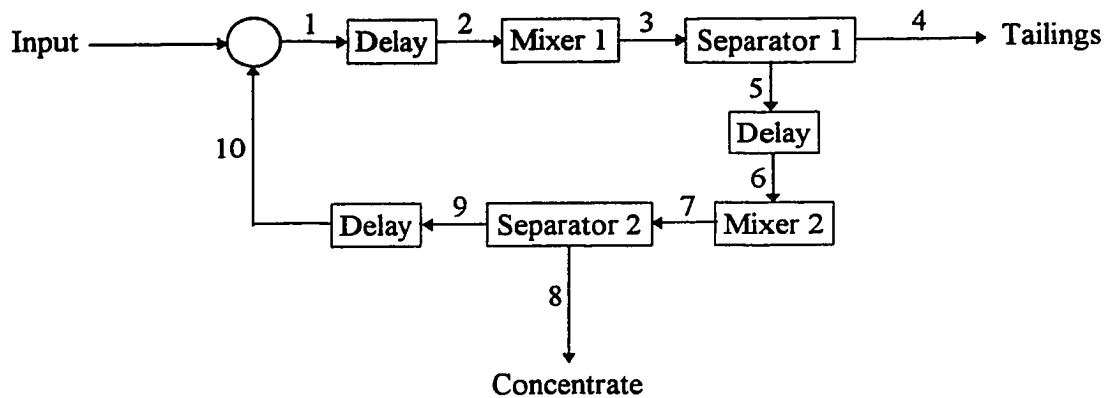 Input
1
Delay
2
Mixer 1
3
Separator 1
4
Tailings
5
Delay
6
10
Delay
9
Separator 2
7
Mixer 2
8
Concentrate